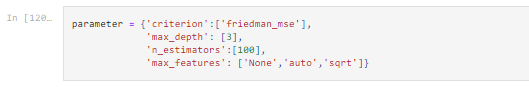 In [120…
parameter = {'criterion':['friedman_mse'],
'max_depth': [3],
'n_estimators':[100],
'max_features': ['None','auto','sqrt']}